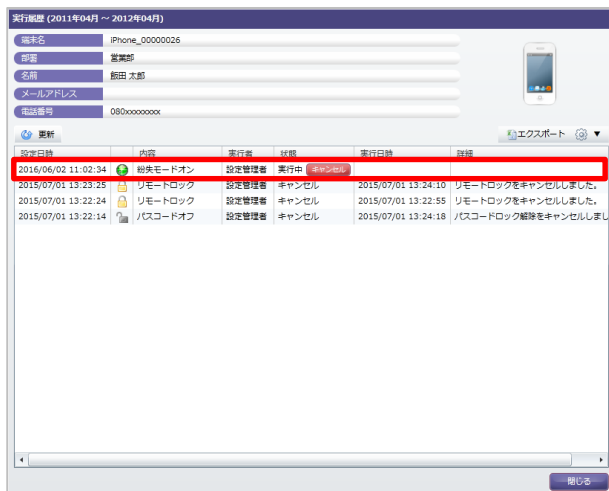 実行履歴 (2011年04月 ～ 2012年04月)
端末名 iPhone_00000026
部署 営業部
名前 飯田 太郎
メールアドレス
電話番号 080xxxxxxxx
更新 エクスポート
設定日時 内容 実行者 状態 実行日時 詳細
2016/06/02 11:02:34 紛失モードオン 設定管理者 実行中 キャンセル
2015/07/01 13:23:25 リモートロック 設定管理者 キャンセル 2015/07/01 13:24:10 リモートロックをキャンセルしました。
2015/07/01 13:22:24 リモートロック 設定管理者 キャンセル 2015/07/01 13:22:55 リモートロックをキャンセルしました。
2015/07/01 13:22:14 パスコードオフ 設定管理者 キャンセル 2015/07/01 13:24:18 パスコードロック解除をキャンセルしまし
閉じる